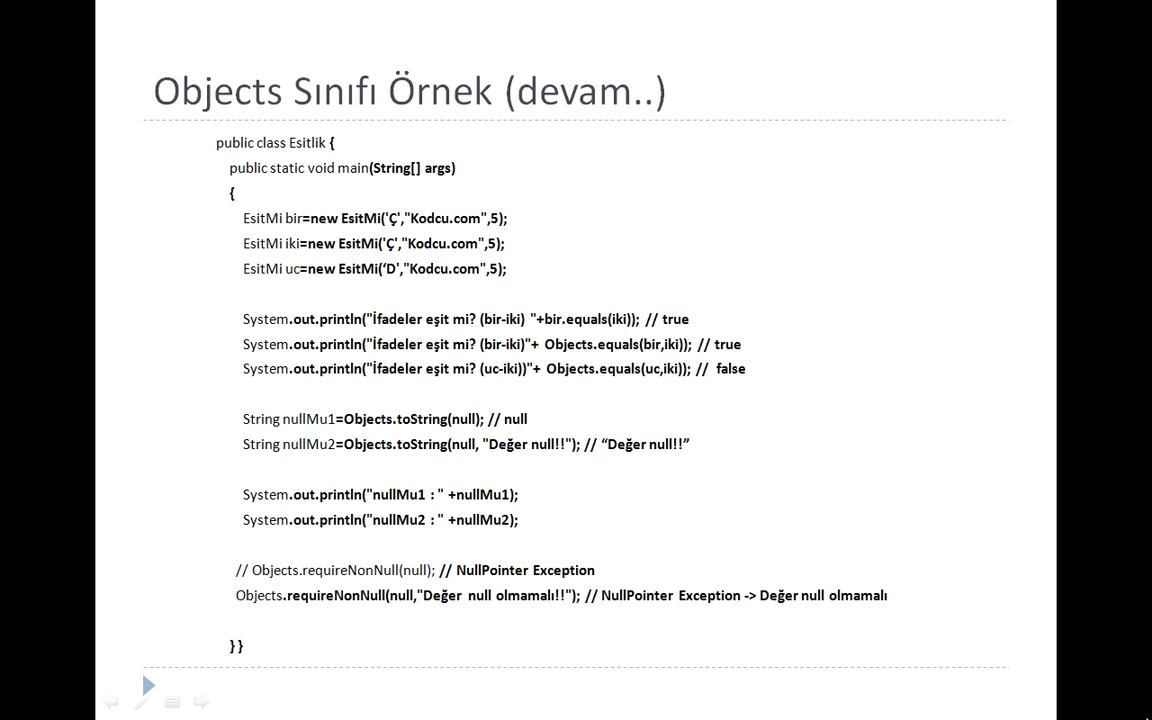 Objects Sınıfı Örnek (devam..)
public class Esitlik {
public static void main(String[] args)
{
EsitMi bir=new EsitMi('Ç',"Kodcu.com",5);
EsitMi iki=new EsitMi('Ç',"Kodcu.com",5);
EsitMi uc=new EsitMi(‘D',"Kodcu.com",5);
System.out.println("İfadeler eşit mi? (bir-iki) "+bir.equals(iki)); // true
System.out.println("İfadeler eşit mi? (bir-iki)"+ Objects.equals(bir,iki)); // true
System.out.println("İfadeler eşit mi? (uc-iki))"+ Objects.equals(uc,iki)); // false
String nullMu1=Objects.toString(null); // null
String nullMu2=Objects.toString(null, "Değer null!!"); // “Değer null!!”
System.out.println("nullMu1 : " +nullMu1);
System.out.println("nullMu2 : " +nullMu2);
// Objects.requireNonNull(null); // NullPointer Exception
Objects.requireNonNull(null,"Değer null olmamalı!!"); // NullPointer Exception -> Değer null olmamalı
} }